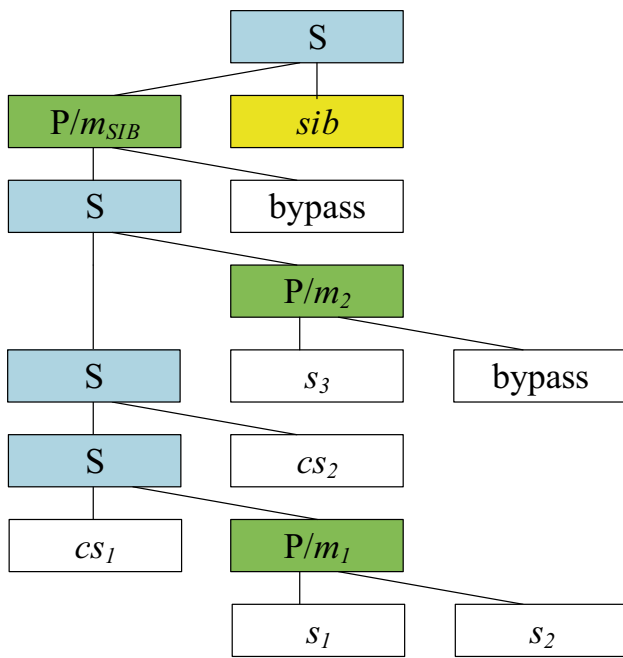 S
P/m_SIB sib
S bypass
P/m_2
S s_3 bypass
S cs_2
cs_1 P/m_1
s_1 s_2